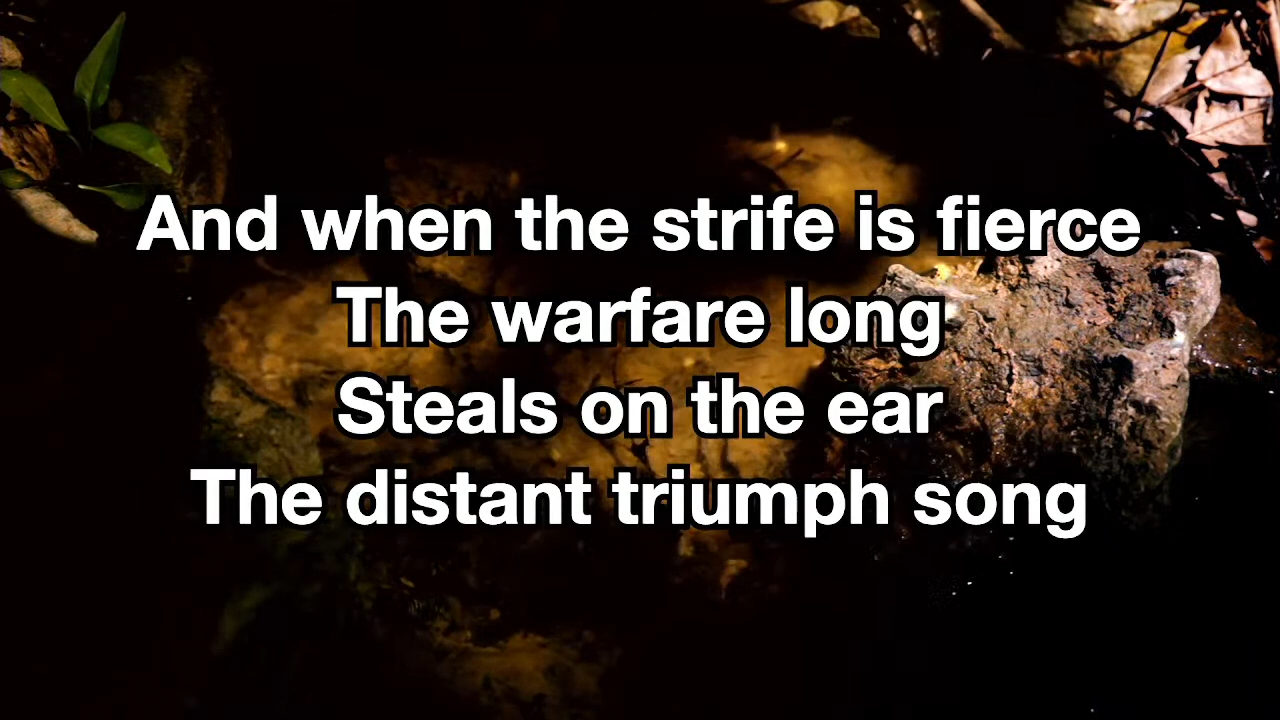 And when the strife is fierce
The warfare long
Steals on the ear
The distant triumph song